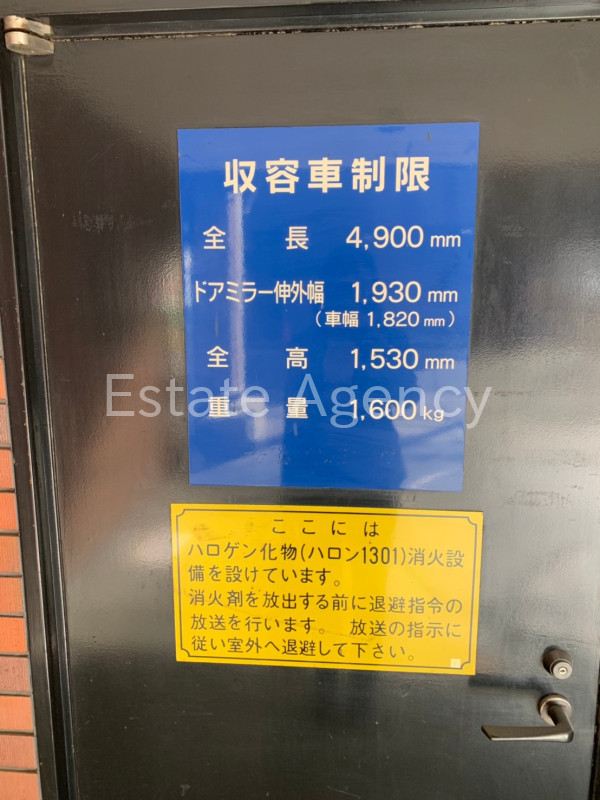 収容車制限
全 長 4,900 mm
ドアミラー伸外幅 1,930 mm
(車幅 1,820 mm)
全 高 1,530 mm
Estate Agency
重 量 1,600 kg
ここには
ハロゲン化物(ハロン1301)消火設
備を設けています。
消火剤を放出する前に退避指令の
放送を行います。 放送の指示に
従い室外へ退避して下さい。